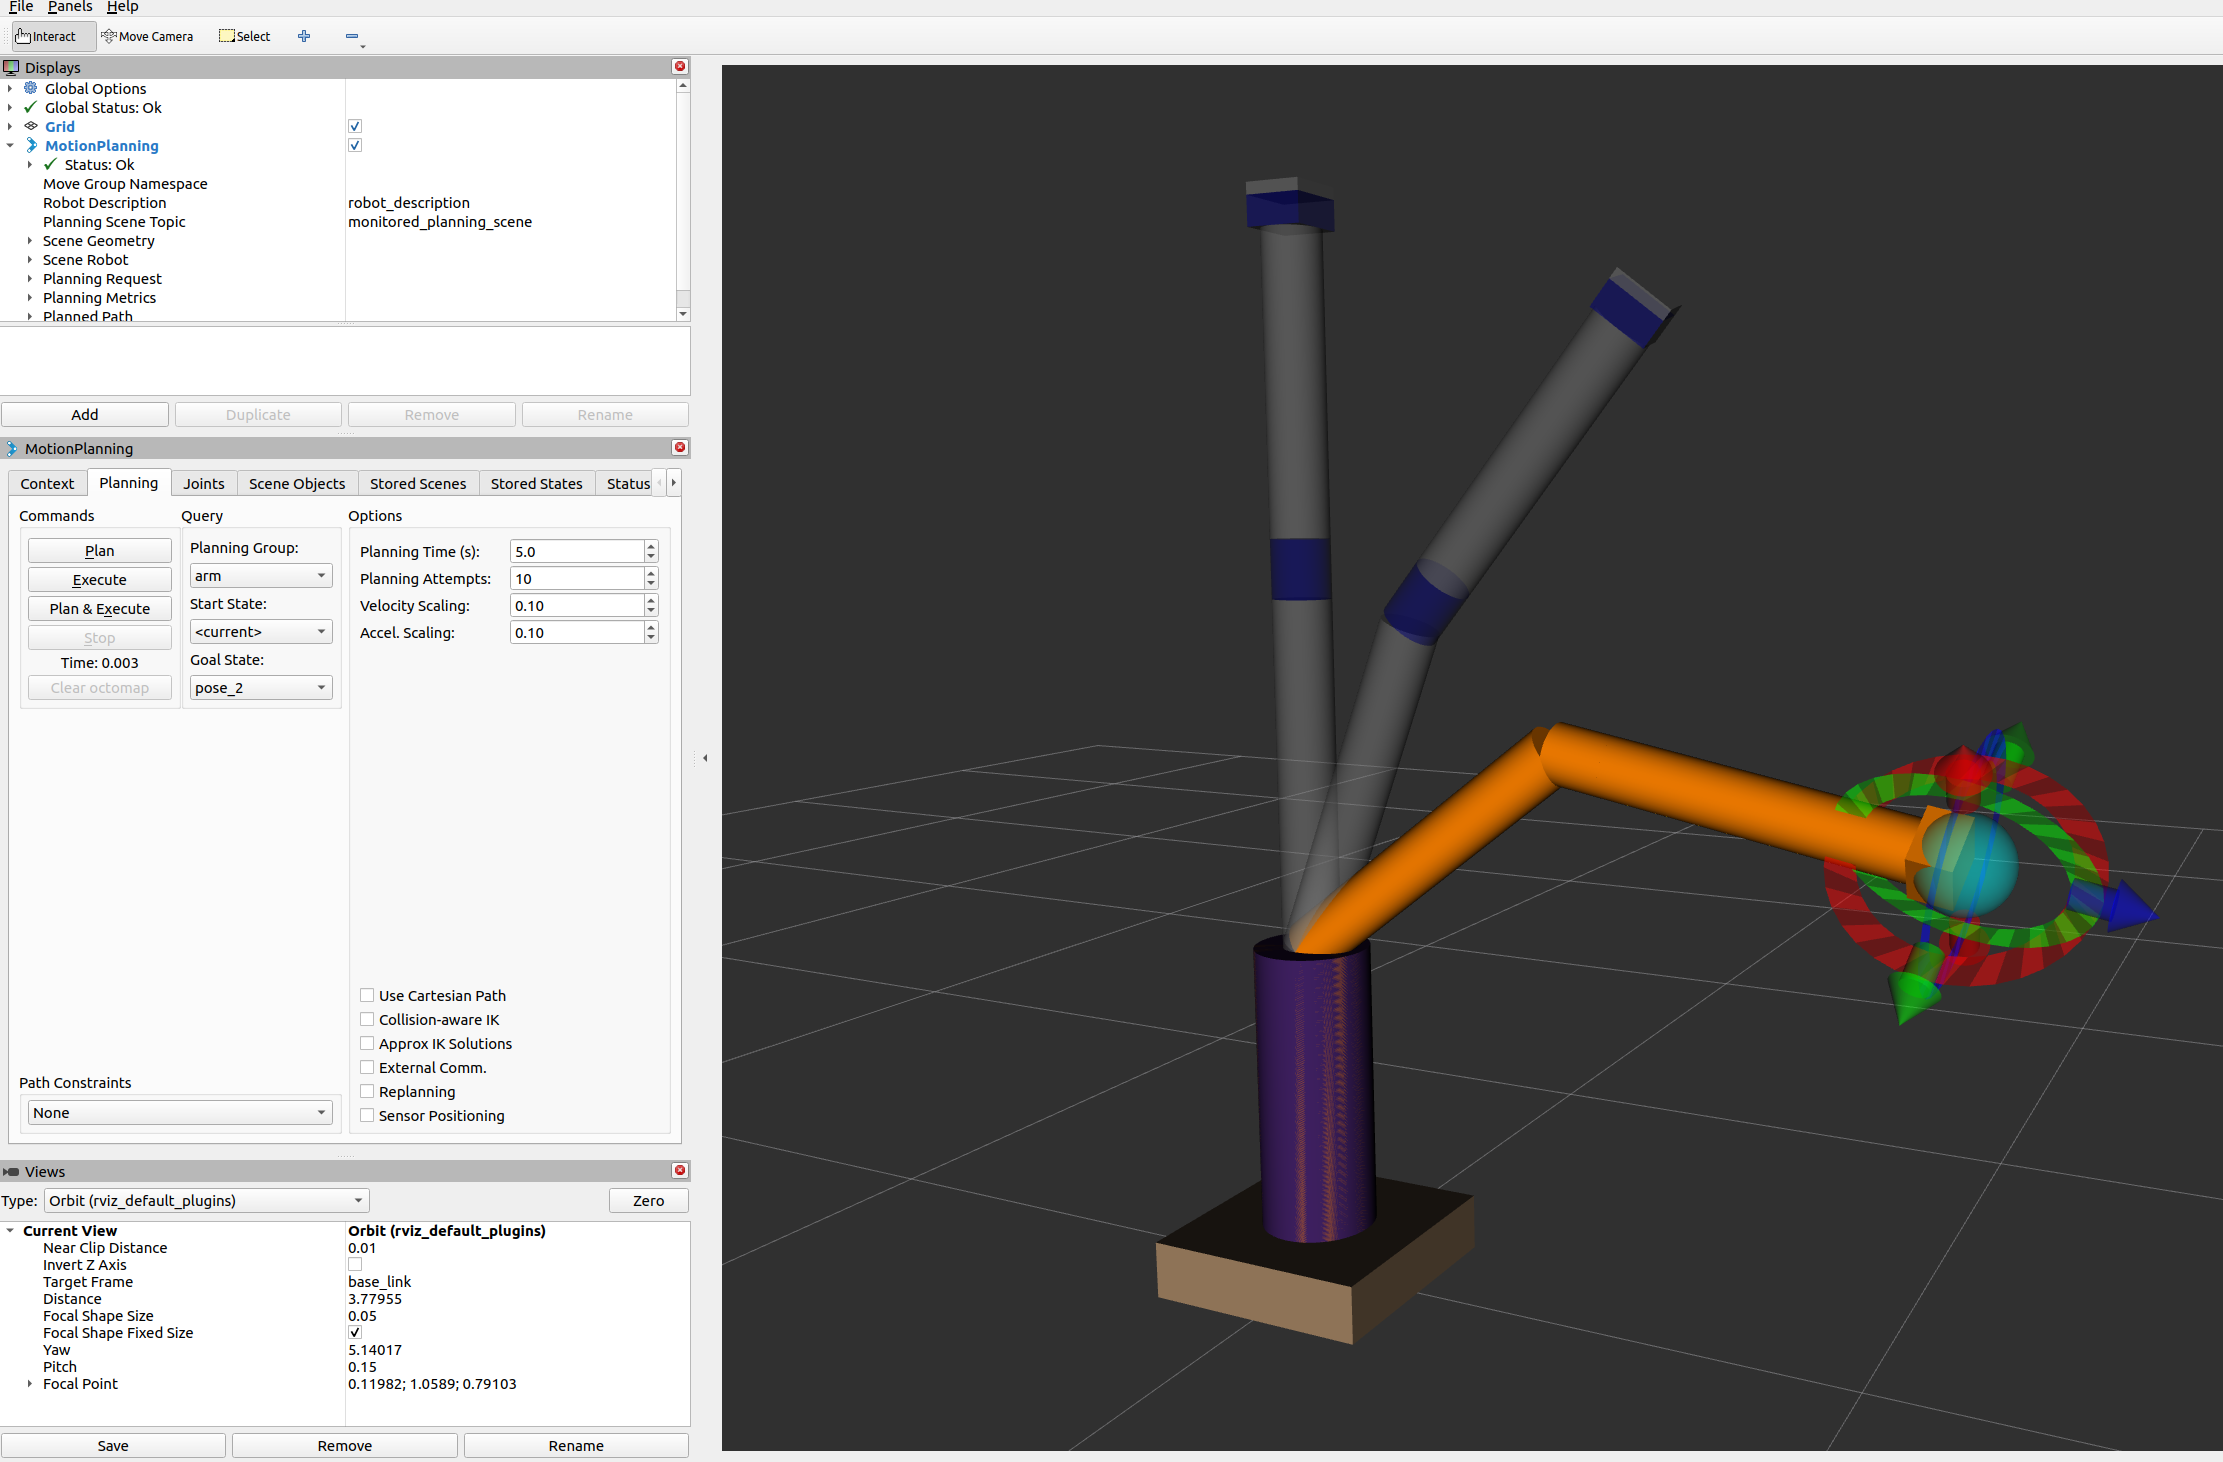 File Panels Help
Interact Move Camera Select
Displays
Global Options
Global Status: Ok
Grid
MotionPlanning
Status: Ok
Move Group Namespace
Robot Description robot_description
Planning Scene Topic monitored_planning_scene
Scene Geometry
Scene Robot
Planning Request
Planning Metrics
Planned Path
Add Duplicate Remove Rename
MotionPlanning
Context Planning Joints Scene Objects Stored Scenes Stored States Status
Commands Query Options
Plan
Execute
Plan & Execute
Stop
Time: 0.003
Clear octomap
Planning Group:
arm
Start State:
<current>
Goal State:
pose_2
Planning Time (s): 5.0
Planning Attempts: 10
Velocity Scaling: 0.10
Accel. Scaling: 0.10
Use Cartesian Path
Collision-aware IK
Approx IK Solutions
External Comm.
Replanning
Sensor Positioning
Path Constraints
None
Views
Type: Orbit (rviz_default_plugins) Zero
Current View Orbit (rviz_default_plugins)
Near Clip Distance 0.01
Invert Z Axis
Target Frame base_link
Distance 3.77955
Focal Shape Size 0.05
Focal Shape Fixed Size
Yaw 5.14017
Pitch 0.15
Focal Point 0.11982; 1.0589; 0.79103
Save Remove Rename